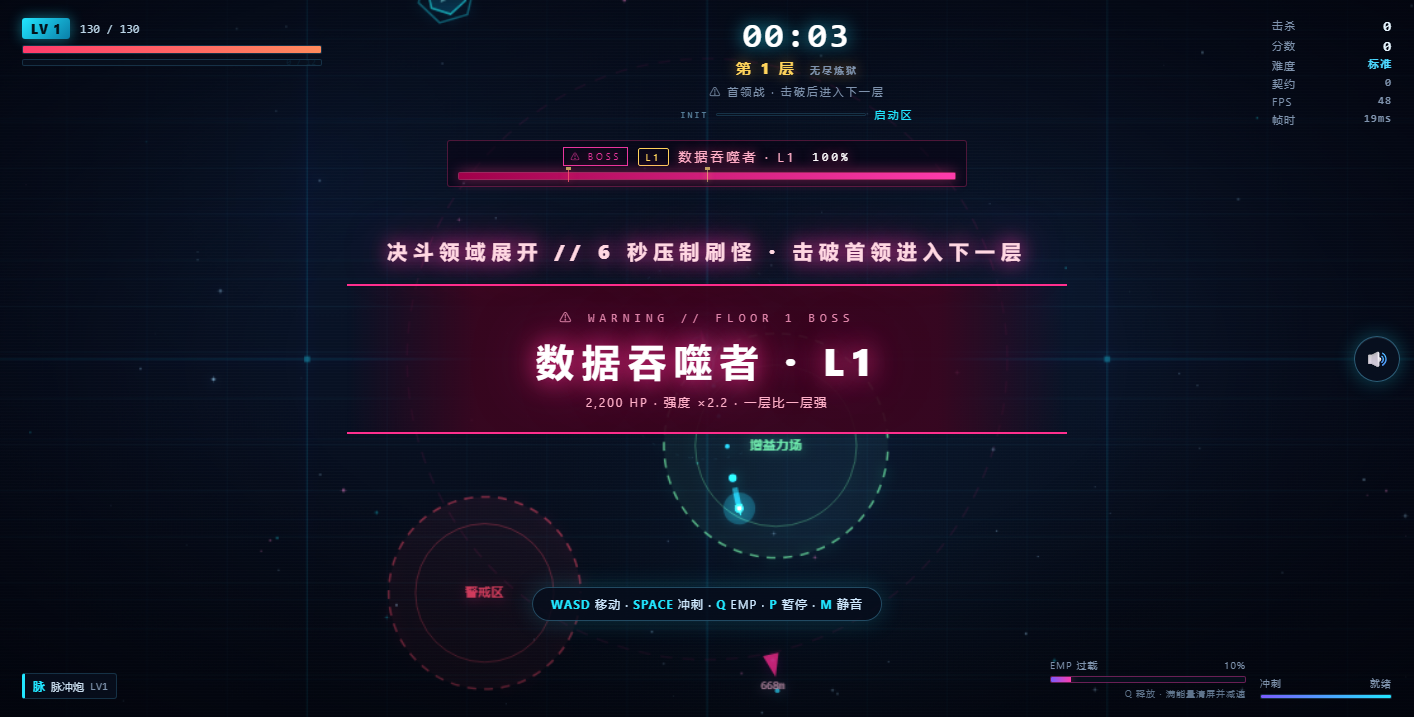 LV 1 130 / 130
00:03
第 1 层 无尽炼狱
⚠ 首领战 · 击破后进入下一层
INIT 启动区
击杀 0
分数 0
难度 标准
契约 0
FPS 48
帧时 19ms
⚠ BOSS L1 数据吞噬者 · L1 100%
决斗领域展开 // 6 秒压制刷怪 · 击破首领进入下一层
⚠ WARNING // FLOOR 1 BOSS
数据吞噬者 · L1
2,200 HP · 强度 ×2.2 · 一层比一层强
增益力场
警戒区
WASD 移动 · SPACE 冲刺 · Q EMP · P 暂停 · M 静音
668m
脉 脉冲炮 LV1
EMP 过载 10%
Q 释放 · 满能量清屏并减速
冲刺 就绪